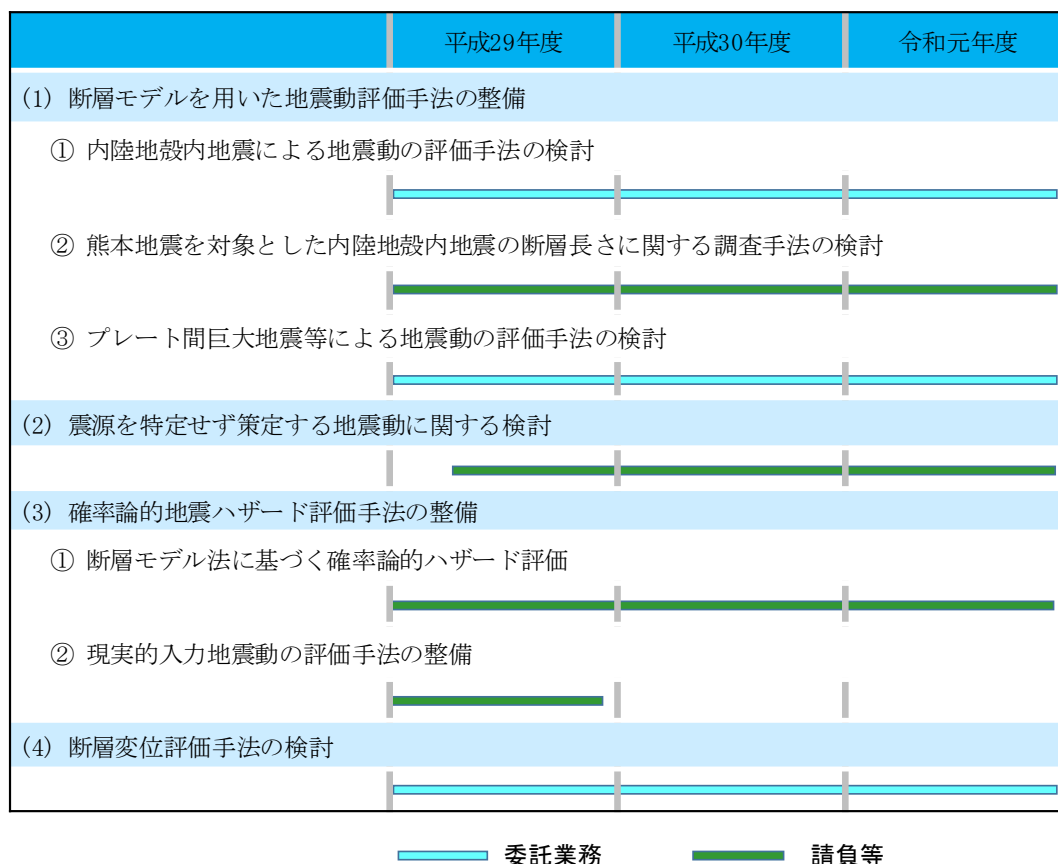 平成29年度 平成30年度 令和元年度
(1) 断層モデルを用いた地震動評価手法の整備
① 内陸地殻内地震による地震動の評価手法の検討
② 熊本地震を対象とした内陸地殻内地震の断層長さに関する調査手法の検討
③ プレート間巨大地震等による地震動の評価手法の検討
(2) 震源を特定せず策定する地震動に関する検討
(3) 確率論的地震ハザード評価手法の整備
① 断層モデル法に基づく確率論的ハザード評価
② 現実的入力地震動の評価手法の整備
(4) 断層変位評価手法の検討
委託業務 請負等